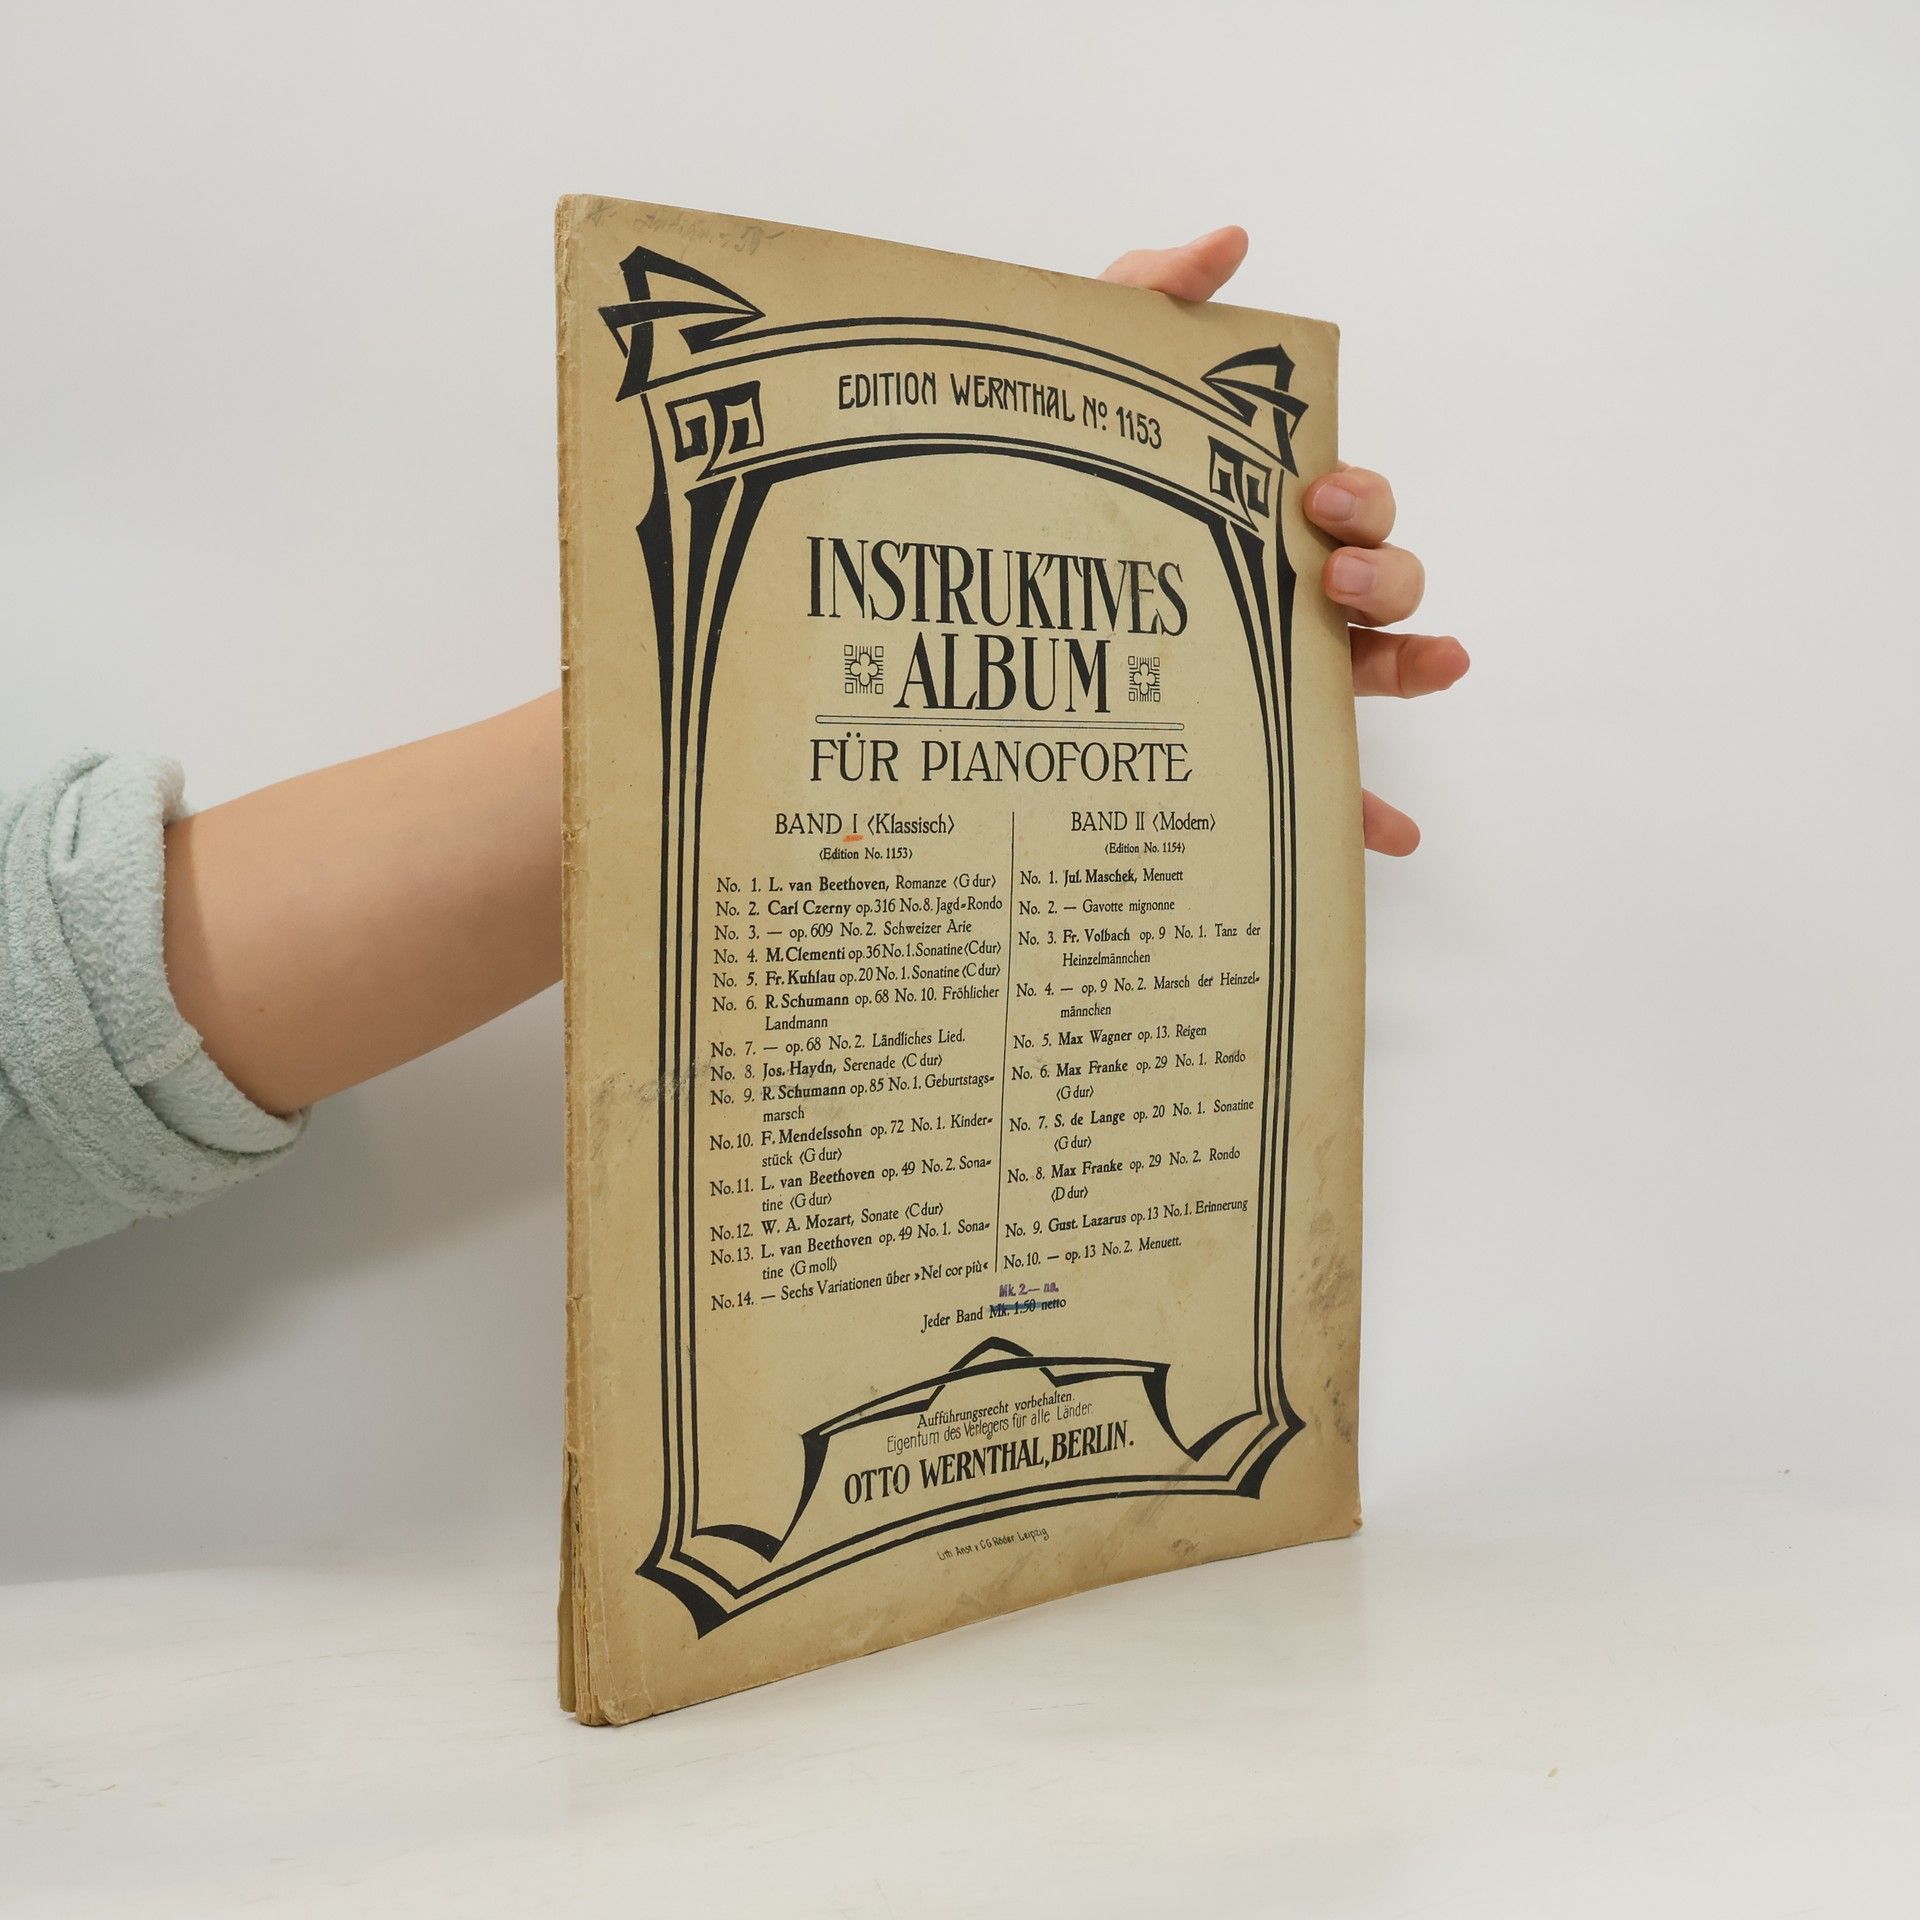 EDITION WERNTHAL No. 1153
INSTRUKTIVES
ALBUM
FÜR PIANOFORTE
BAND I ‹Klassisch›
‹Edition No. 1153›
No. 1. L. van Beethoven, Romanze ‹G dur›
No. 2. Carl Czerny op. 316 No. 8. Jagd=Rondo
No. 3. — op. 609 No. 2. Schweizer Arie
No. 4. M. Clementi op. 36 No. 1. Sonatine ‹C dur›
No. 5. Fr. Kuhlau op. 20 No. 1. Sonatine ‹C dur›
No. 6. R. Schumann op. 68 No. 10. Fröhlicher
Landmann
No. 7. — op. 68 No. 2. Ländliches Lied.
No. 8. Jos. Haydn, Serenade ‹C dur›
No. 9. R. Schumann op. 85 No. 1. Geburtstags=
marsch
No. 10. F. Mendelssohn op. 72 No. 1. Kinder=
stück ‹G dur›
No. 11. L. van Beethoven op. 49 No. 2. Sona=
tine ‹G dur›
No. 12. W. A. Mozart, Sonate ‹C dur›
No. 13. L. van Beethoven op. 49 No. 1. Sona=
tine ‹G moll›
No. 14. — Sechs Variationen über »Nel cor più«
BAND II ‹Modern›
‹Edition No. 1154›
No. 1. Jul. Maschek, Menuett
No. 2. — Gavotte mignonne
No. 3. Fr. Volbach op. 9 No. 1. Tanz der
Heinzelmännchen
No. 4. — op. 9 No. 2. Marsch der Heinzel=
männchen
No. 5. Max Wagner op. 13. Reigen
No. 6. Max Franke op. 29 No. 1. Rondo
‹G dur›
No. 7. S. de Lange op. 20 No. 1. Sonatine
‹G dur›
No. 8. Max Franke op. 29 No. 2. Rondo
‹D dur›
No. 9. Gust. Lazarus op. 13 No. 1. Erinnerung
No. 10. — op. 13 No. 2. Menuett.
Mk. 2.— no.
Jeder Band Mk. 1.50 netto
Aufführungsrecht vorbehalten.
Eigentum des Verlegers für alle Länder.
OTTO WERNTHAL, BERLIN.
Lith. Anst. v. C.G. Röder Leipzig